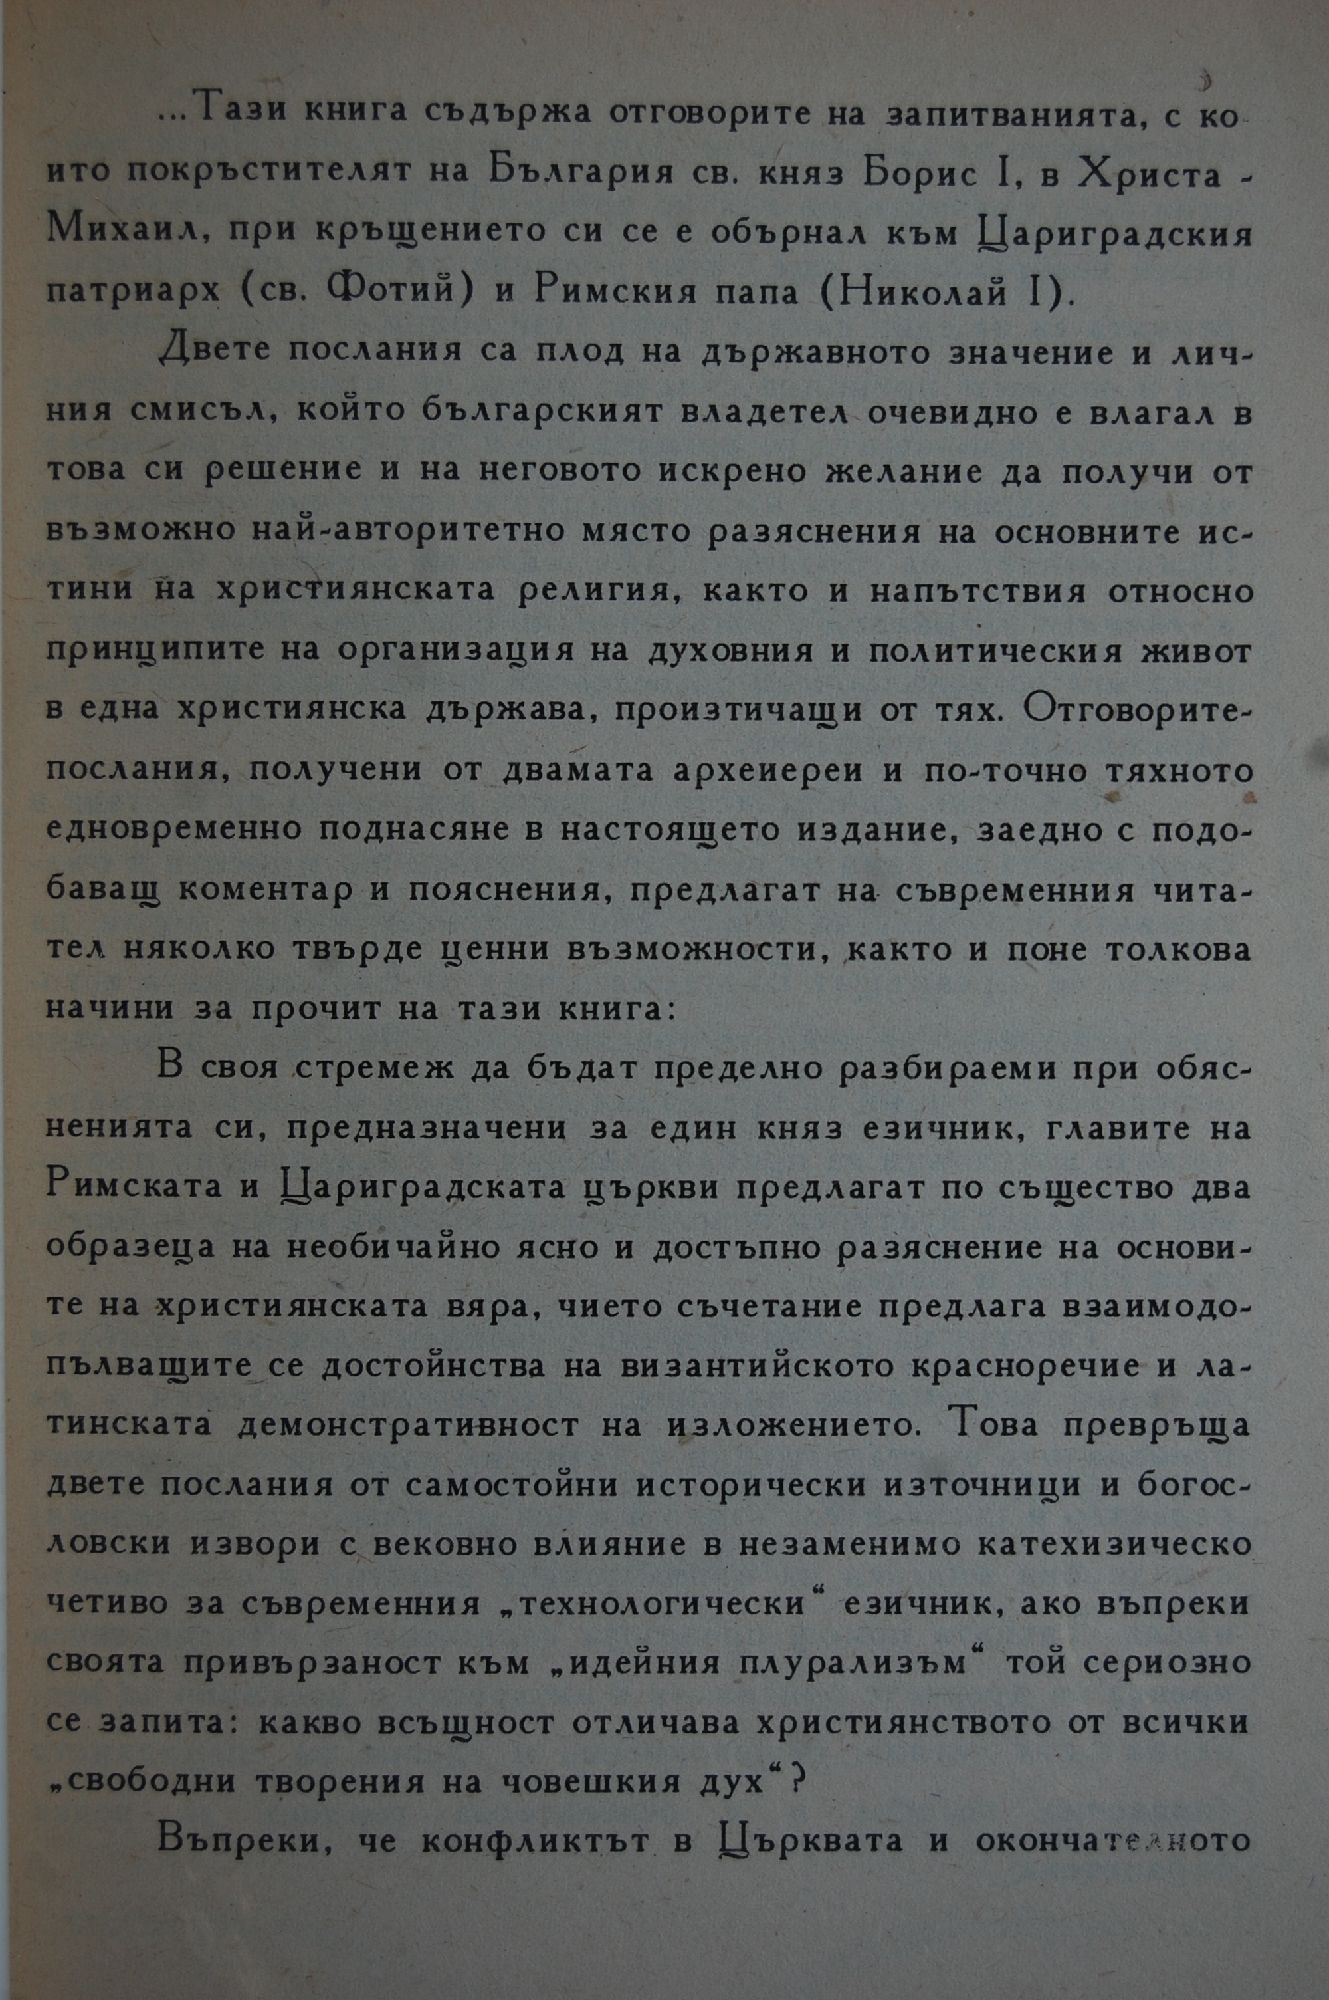 ...Тази книга съдържа отговорите на запитванията, с ко-
ито покръстителят на България св. княз Борис I, в Христа -
Михаил, при кръщението си се е обърнал към Цариградския
патриарх (св. Фотий) и Римския папа (Николай I).
Двете послания са плод на държавното значение и лич-
ния смисъл, който българският владетел очевидно е влагал в
това си решение и на неговото искрено желание да получи от
възможно най-авторитетно място разяснения на основните ис-
тини на християнската религия, както и напътствия относно
принципите на организация на духовния и политическия живот
в една християнска държава, произтичащи от тях. Отговорите-
послания, получени от двамата археиереи и по-точно тяхното
едновременно поднасяне в настоящето издание, заедно с подо-
баващ коментар и пояснения, предлагат на съвременния чита-
тел няколко твърде ценни възможности, както и поне толкова
начини за прочит на тази книга:
В своя стремеж да бъдат пределно разбираеми при обяс-
ненията си, предназначени за един княз езичник, главите на
Римската и Цариградската църкви предлагат по същество два
образеца на необичайно ясно и достъпно разяснение на основи-
те на християнската вяра, чието съчетание предлага взаимодо-
пълващите се достойнства на византийското красноречие и ла-
тинската демонстративност на изложението. Това превръща
двете послания от самостойни исторически източници и богос-
ловски извори с вековно влияние в незаменимо катехизическо
четиво за съвременния „технологически“ езичник, ако въпреки
своята привързаност към „идейния плурализъм“ той сериозно
се запита: какво всъщност отличава християнството от всички
„свободни творения на човешкия дух“?
Въпреки, че конфликтът в Църквата и окончателното